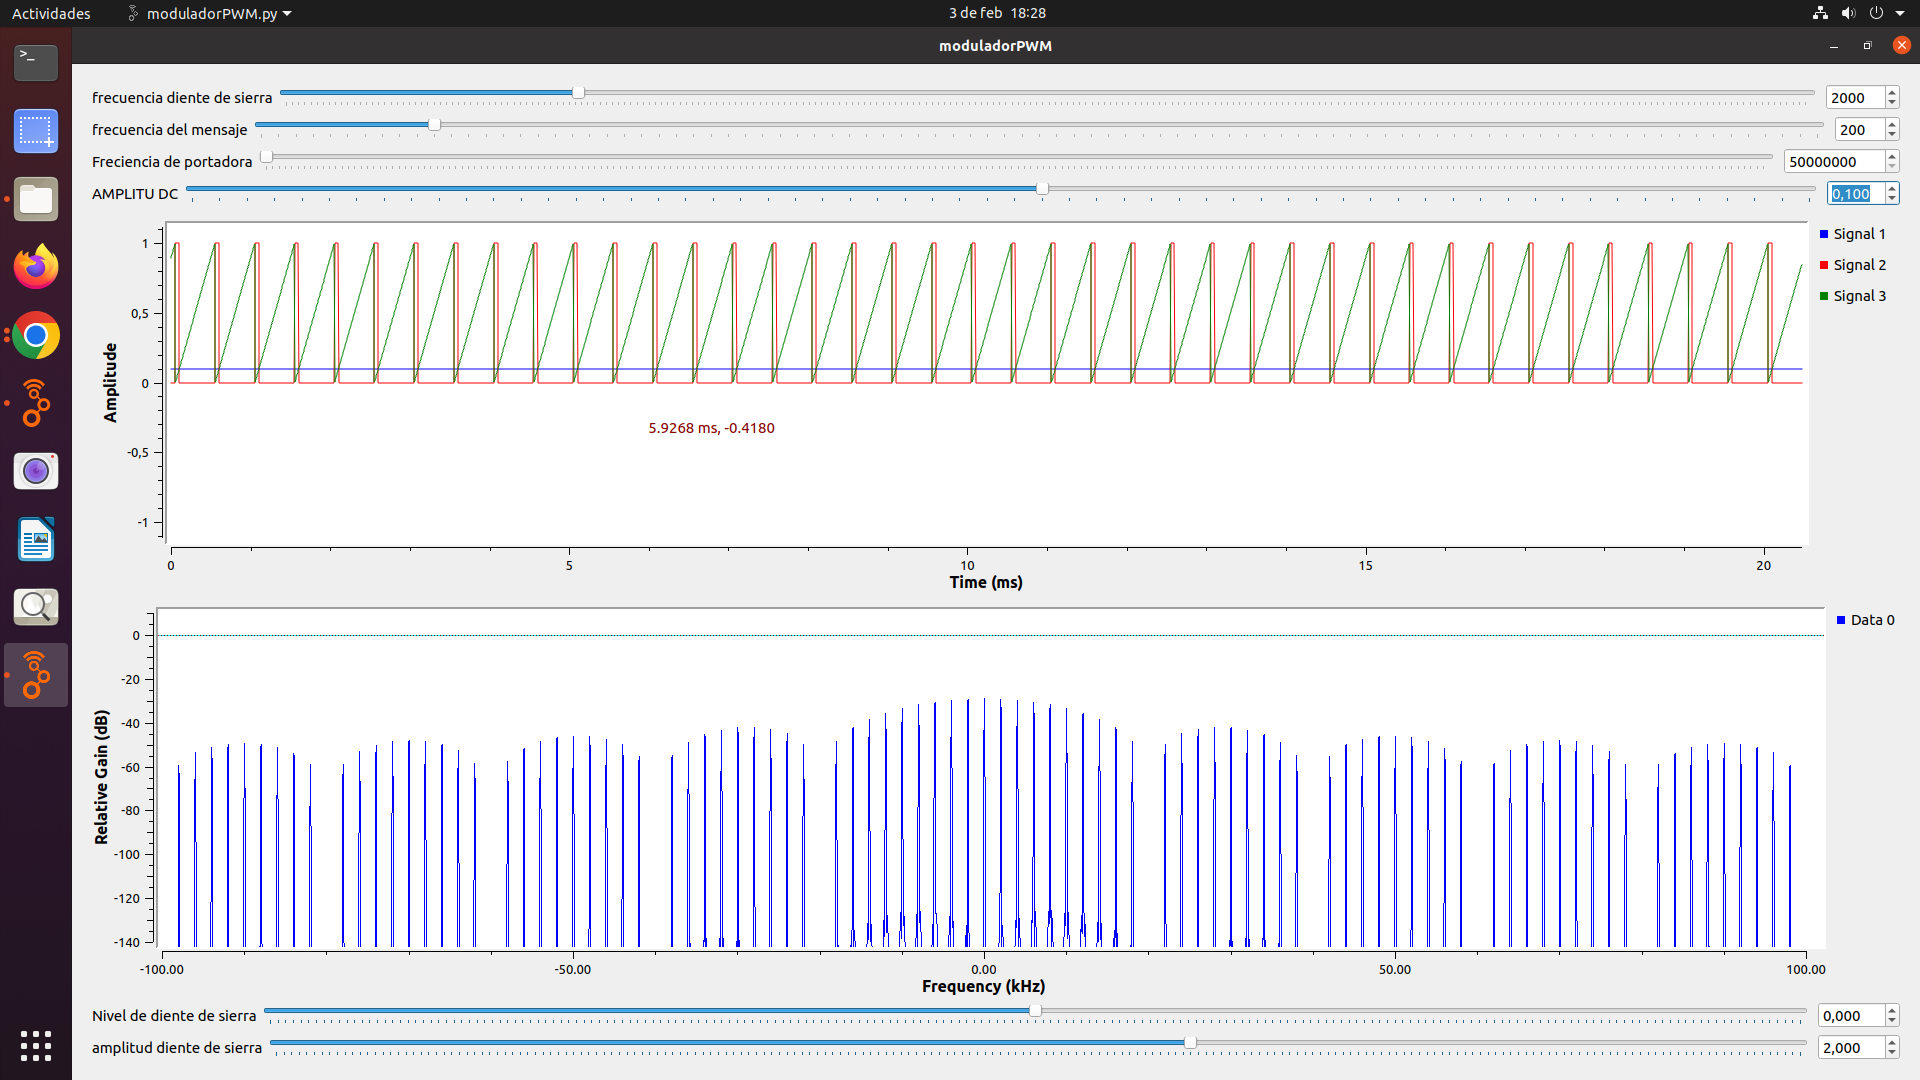 Actividades
moduladorPWM.py
3 de feb 18:28
moduladorPWM
frecuencia diente de sierra
2000
frecuencia del mensaje
200
Freciencia de portadora
50000000
AMPLITU DC
0,100
1
0,5
0
-0,5
-1
Amplitude
5.9268 ms, -0.4180
Signal 1
Signal 2
Signal 3
0
5
10
15
20
Time (ms)
0
-20
-40
-60
-80
-100
-120
-140
Relative Gain (dB)
Data 0
-100.00
-50.00
0.00
50.00
100.00
Frequency (kHz)
Nivel de diente de sierra
0,000
amplitud diente de sierra
2,000